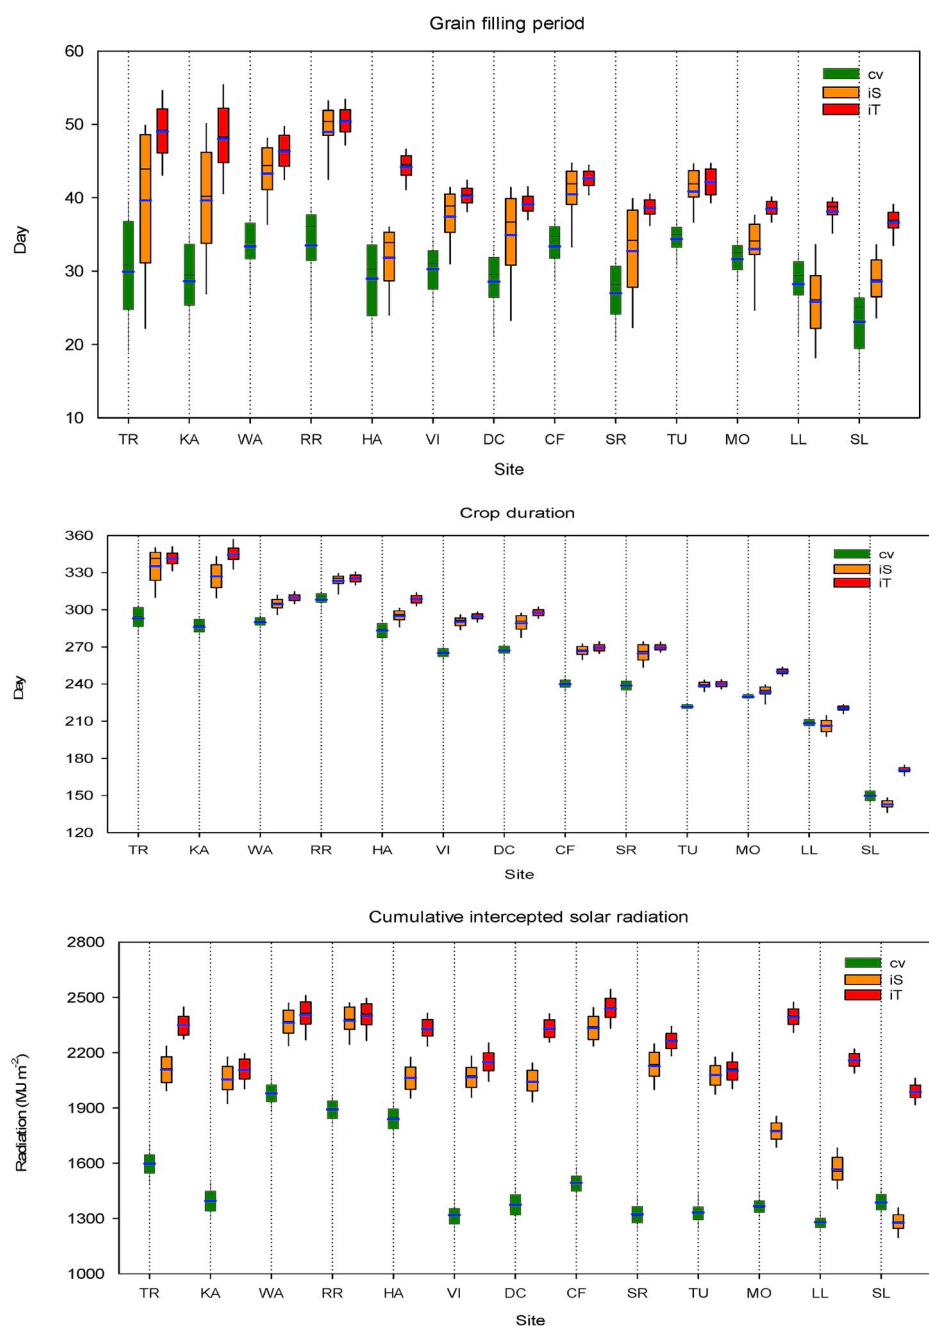 Grain filling period
60
50
40
30
20
10
Day
cv
iS
iT
TR KA WA RR HA VI DC CF SR TU MO LL SL
Site
Crop duration
360
330
300
270
240
210
180
150
120
Day
cv
iS
iT
TR KA WA RR HA VI DC CF SR TU MO LL SL
Site
Cumulative intercepted solar radiation
2800
2500
2200
1900
1600
1300
1000
Radiation (MJ m-2)
cv
iS
iT
TR KA WA RR HA VI DC CF SR TU MO LL SL
Site